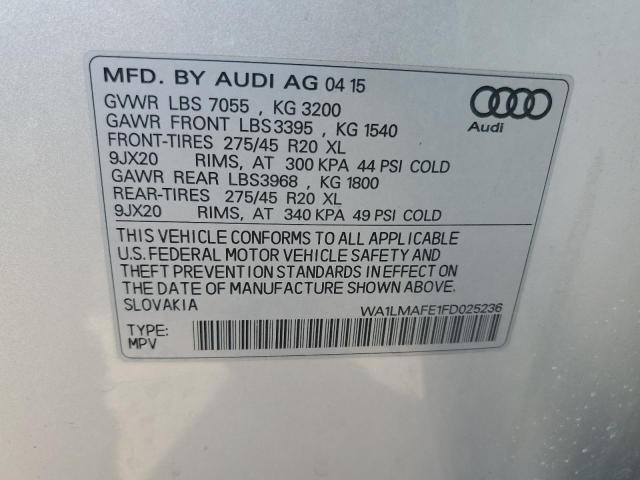 MFD. BY AUDI AG 04 15
GVWR LBS 7055 , KG 3200
GAWR FRONT LBS3395 , KG 1540
FRONT-TIRES 275/45 R20 XL
9JX20 RIMS, AT 300 KPA 44 PSI COLD
GAWR REAR LBS3968 , KG 1800
REAR-TIRES 275/45 R20 XL
9JX20 RIMS, AT 340 KPA 49 PSI COLD
Audi
THIS VEHICLE CONFORMS TO ALL APPLICABLE
U.S. FEDERAL MOTOR VEHICLE SAFETY AND
THEFT PREVENTION STANDARDS IN EFFECT ON
THE DATE OF MANUFACTURE SHOWN ABOVE.
SLOVAKIA WA1LMAFE1FD025236
TYPE:
MPV